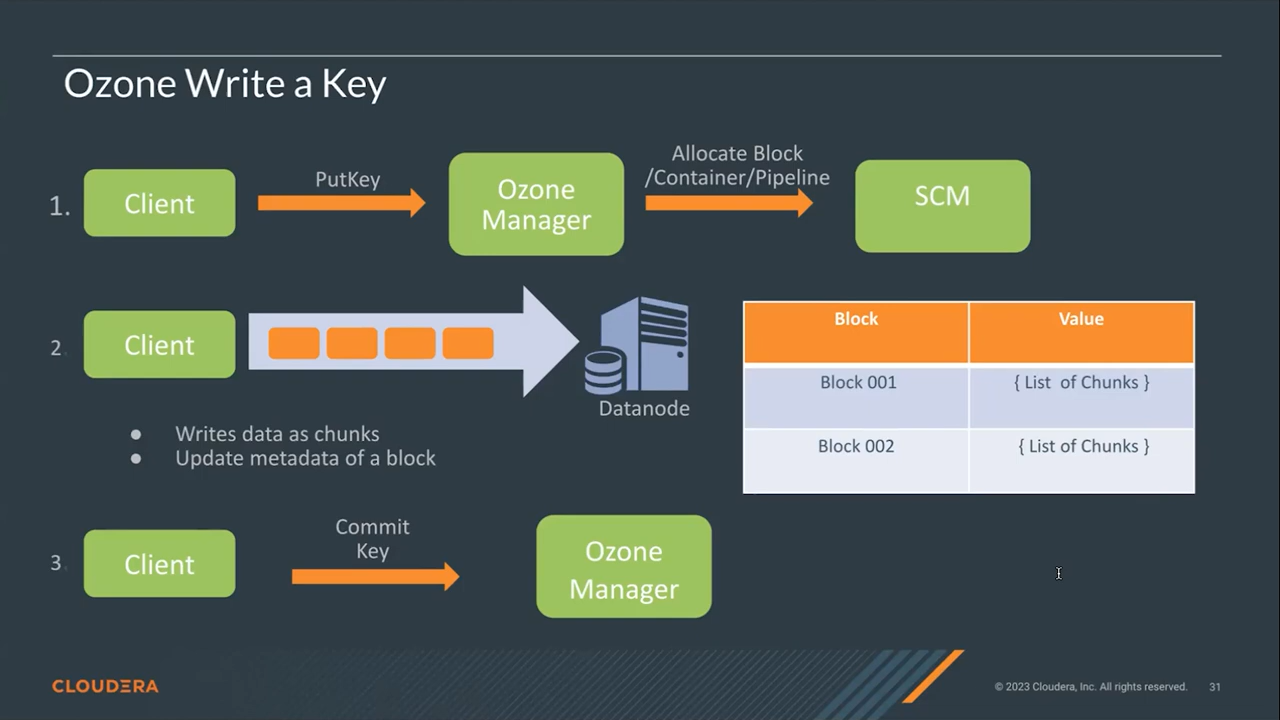 Ozone Write a Key
1.
Client
PutKey
Ozone
Manager
Allocate Block
/Container/Pipeline
SCM
2.
Client
Datanode
Block Value
Block 001 { List of Chunks }
Block 002 { List of Chunks }
● Writes data as chunks
● Update metadata of a block
3.
Client
Commit
Key
Ozone
Manager
CLOUDERA
© 2023 Cloudera, Inc. All rights reserved. 31